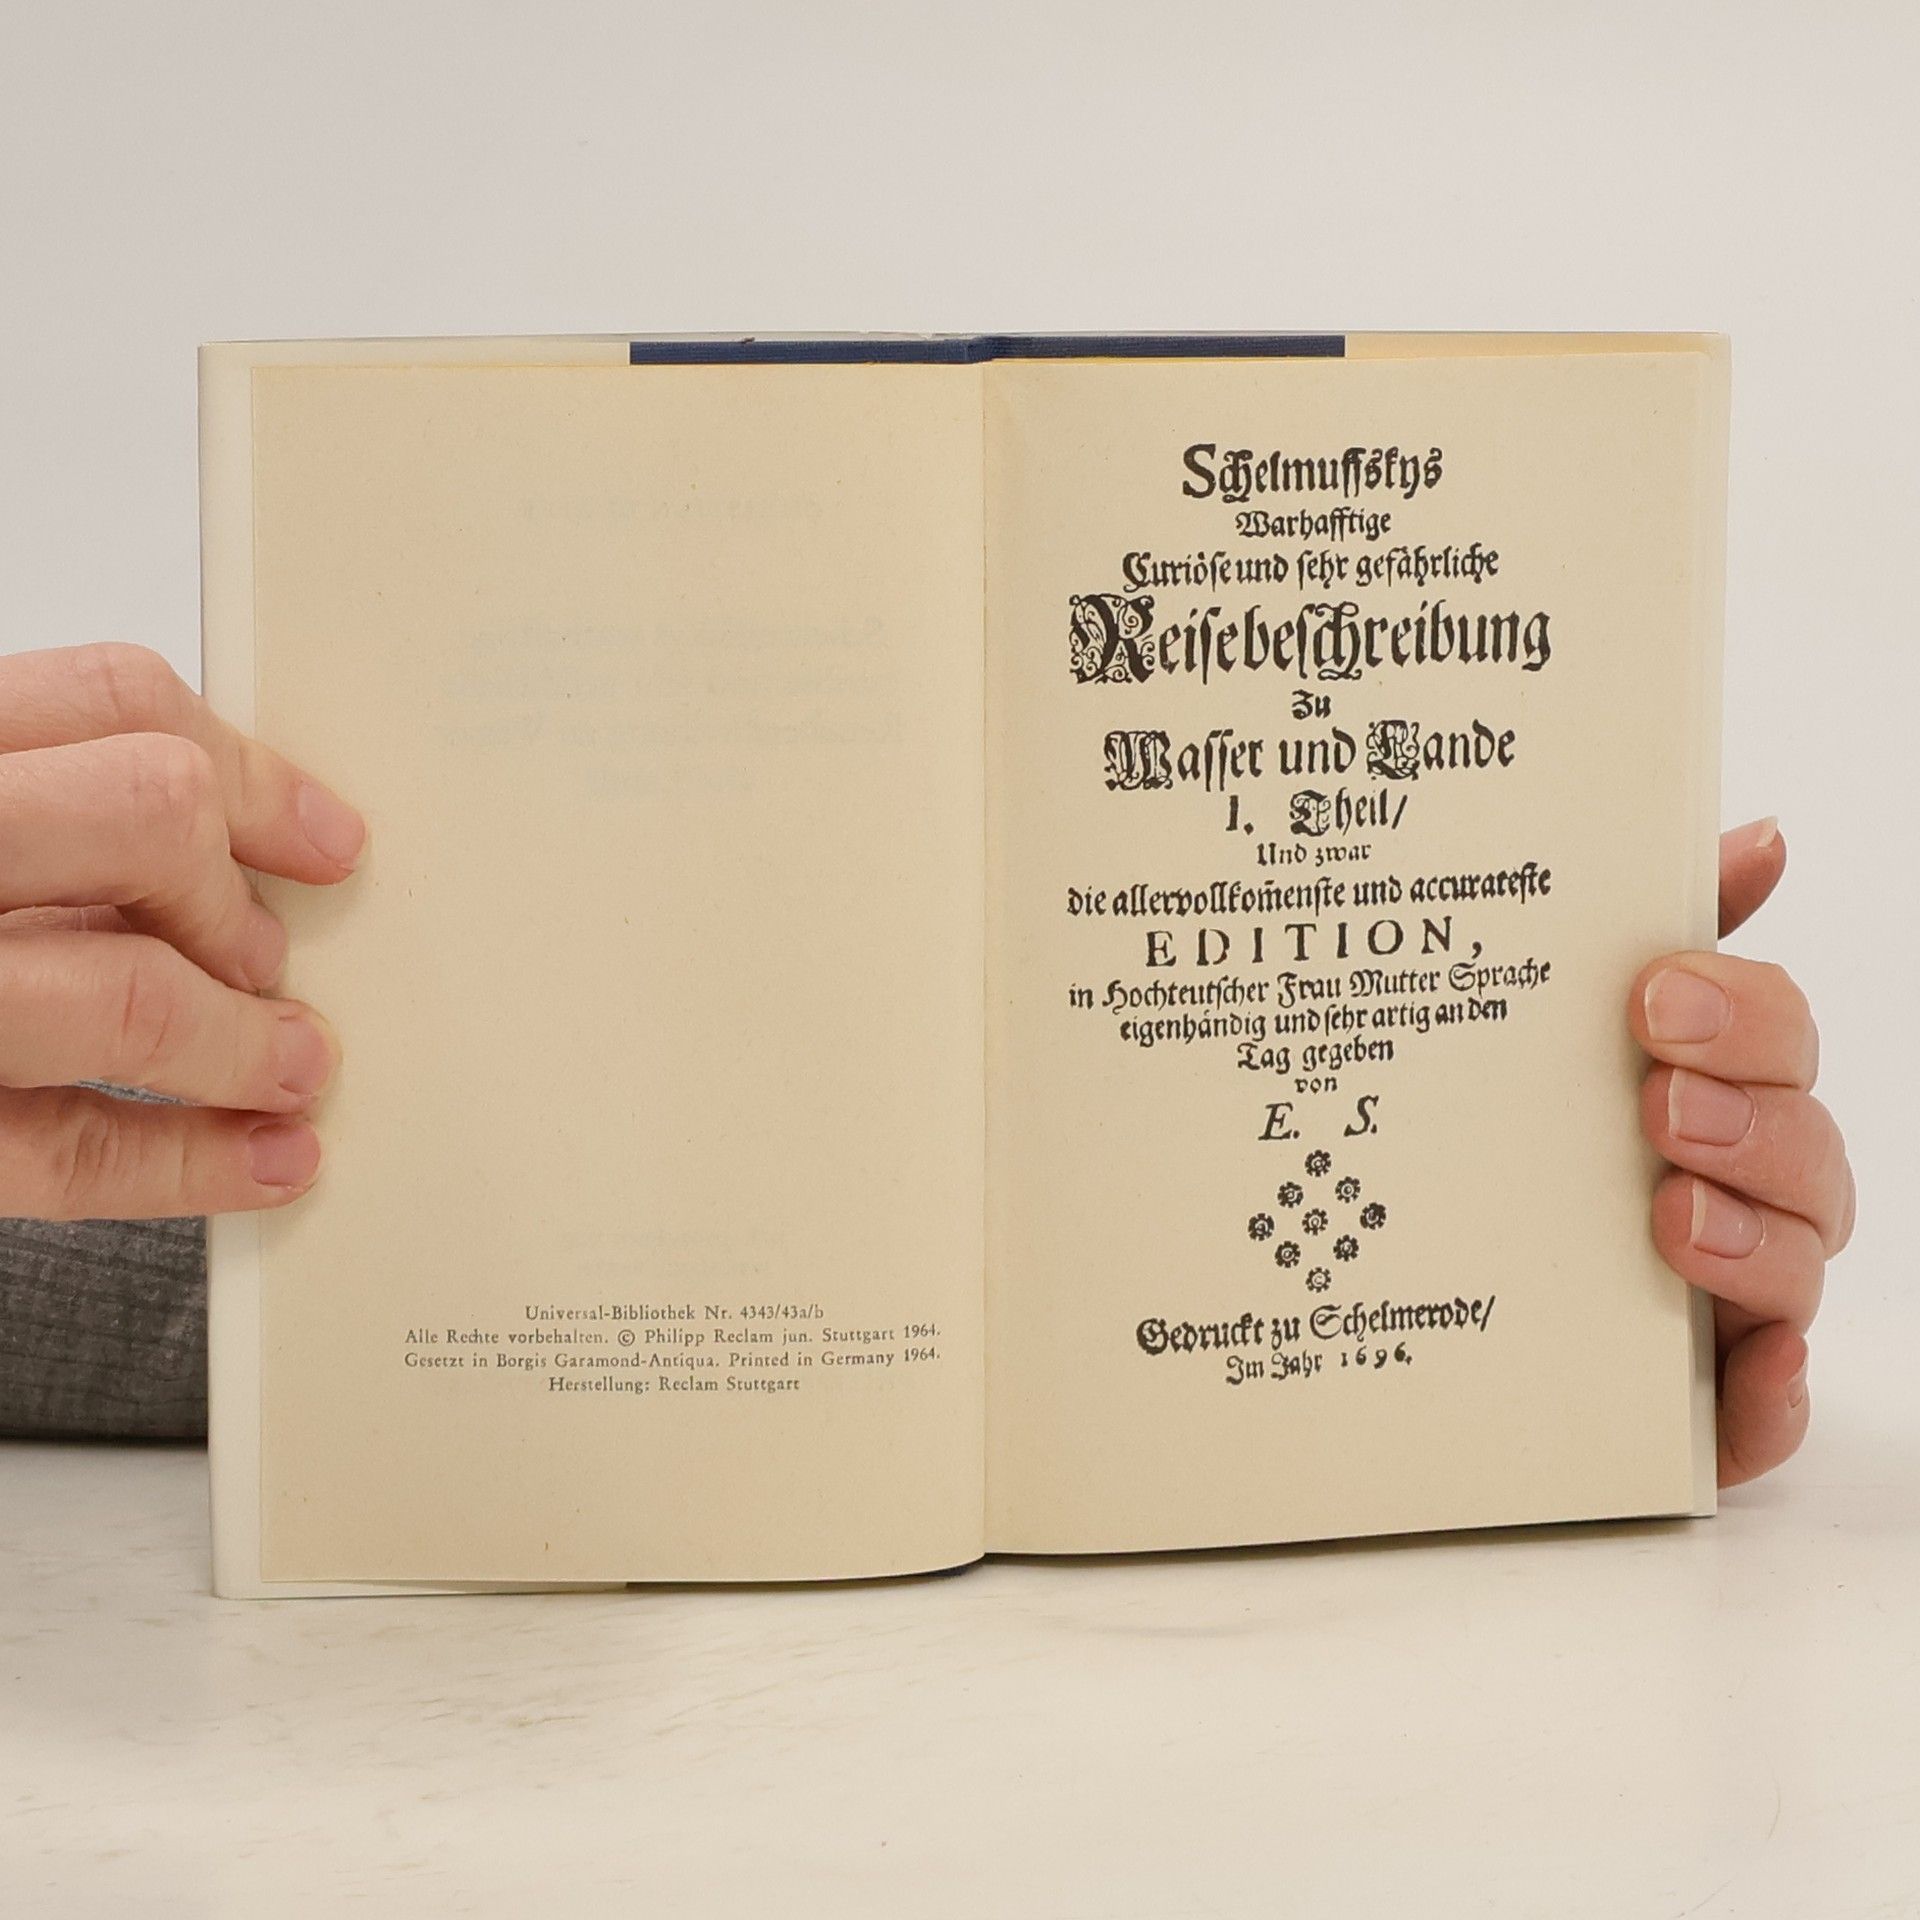 Universal-Bibliothek Nr. 4343/43a/b
Alle Rechte vorbehalten. © Philipp Reclam jun. Stuttgart 1964.
Gesetzt in Borgis Garamond-Antiqua. Printed in Germany 1964.
Herstellung: Reclam Stuttgart
Schelmuffskys
Warhafftige
Curiöse und sehr gefährliche
Reisebeschreibung
Zu
Wasser und Lande
I. Theil/
Und zwar
die allervollkom̅enste und accurateste
EDITION,
in Hochteutscher Frau Mutter Sprache
eigenhändig und sehr artig an den
Tag gegeben
von
E. S.
Gedruckt zu Schelmerode/
Im Jahr 1696.